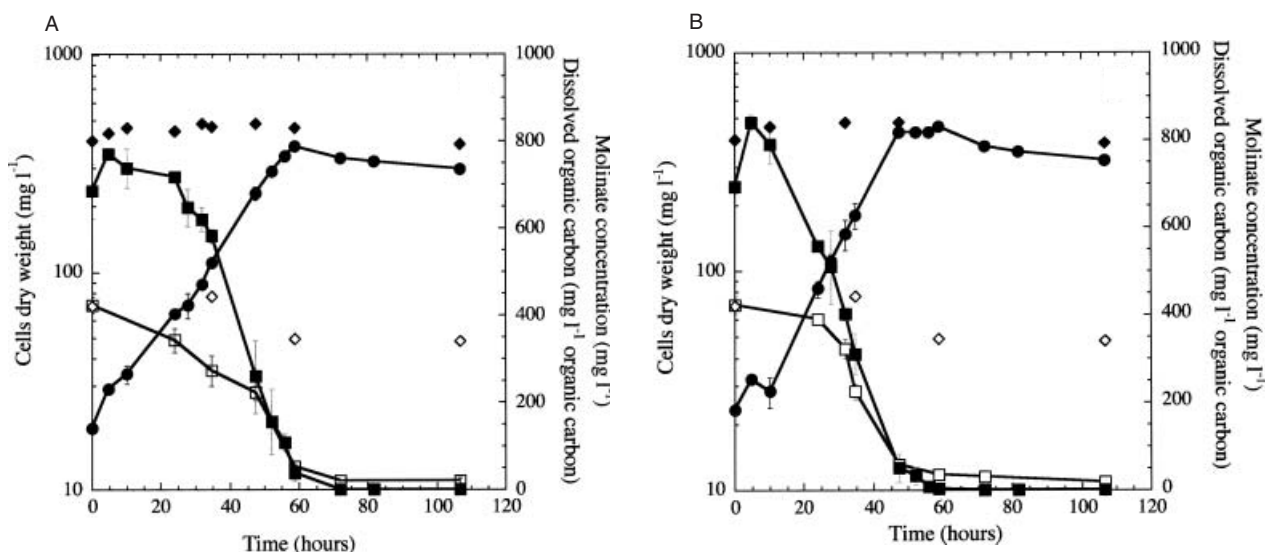 A
1000
100
10
Cells dry weight (mg l⁻¹)
0 20 40 60 80 100 120
Time (hours)
1000
800
600
400
200
0
Molinate concentration (mg l⁻¹)
Dissolved organic carbon (mg l⁻¹ organic carbon)
B
1000
100
10
Cells dry weight (mg l⁻¹)
0 20 40 60 80 100 120
Time (hours)
1000
800
600
400
200
0
Molinate concentration (mg l⁻¹)
Dissolved organic carbon (mg l⁻¹ organic carbon)